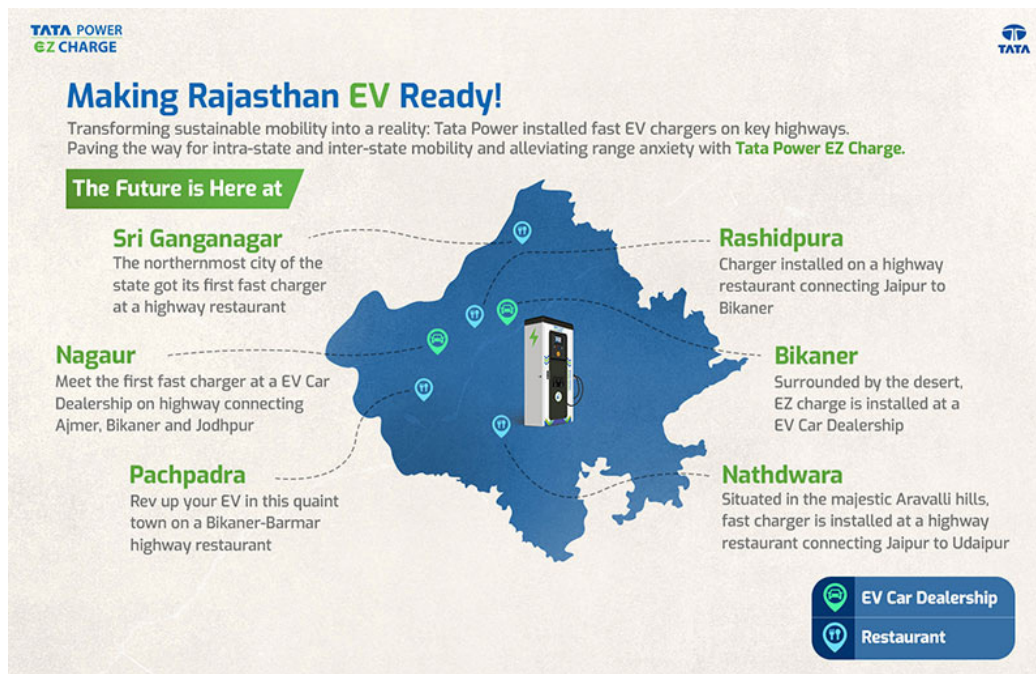 TATA POWER
EZ CHARGE
TATA
Making Rajasthan EV Ready!
Transforming sustainable mobility into a reality: Tata Power installed fast EV chargers on key highways.
Paving the way for intra-state and inter-state mobility and alleviating range anxiety with Tata Power EZ Charge.
The Future is Here at
Sri Ganganagar
The northernmost city of the
state got its first fast charger
at a highway restaurant
Rashidpura
Charger installed on a highway
restaurant connecting Jaipur to
Bikaner
Nagaur
Meet the first fast charger at a EV Car
Dealership on highway connecting
Ajmer, Bikaner and Jodhpur
Bikaner
Surrounded by the desert,
EZ charge is installed at a
EV Car Dealership
Pachpadra
Rev up your EV in this quaint
town on a Bikaner-Barmar
highway restaurant
Nathdwara
Situated in the majestic Aravalli hills,
fast charger is installed at a highway
restaurant connecting Jaipur to Udaipur
EV Car Dealership
Restaurant